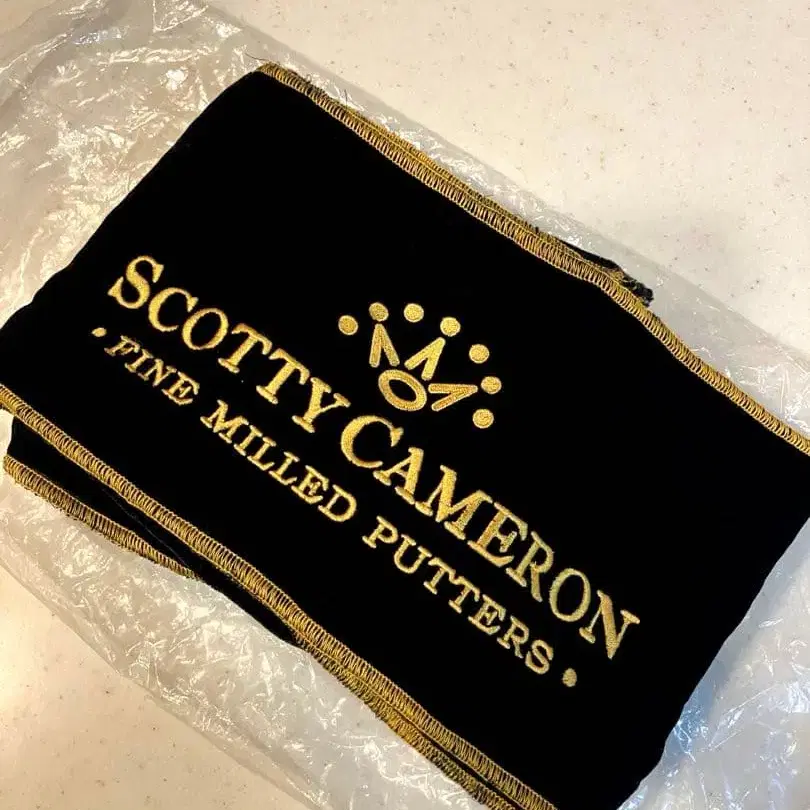 SCOTTY CAMERON
• FINE MILLED PUTTERS •